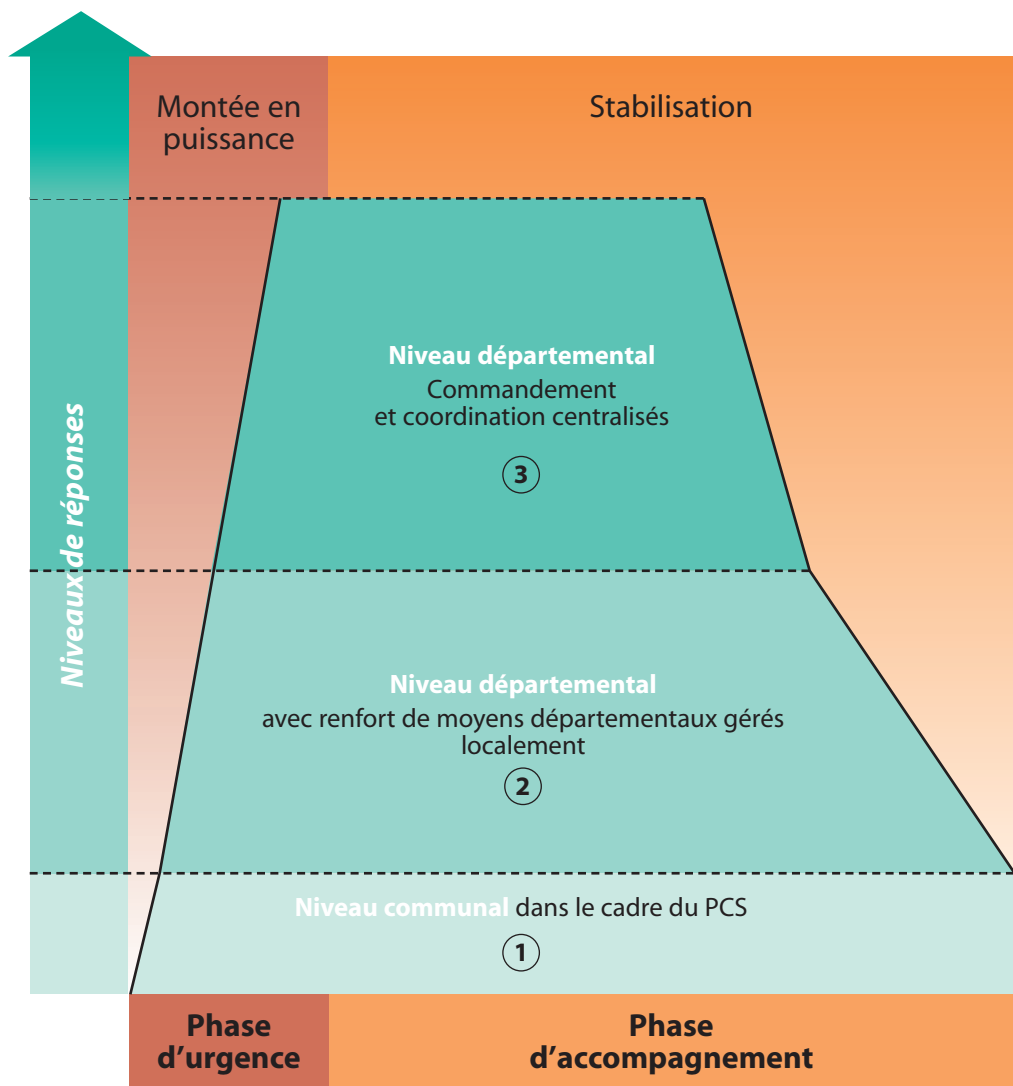 Montée en
puissance
Stabilisation
Niveaux de réponses
Niveau départemental
Commandement
et coordination centralisés
3
Niveau départemental
avec renfort de moyens départementaux gérés
localement
2
Niveau communal dans le cadre du PCS
1
Phase
d'urgence
Phase
d'accompagnement